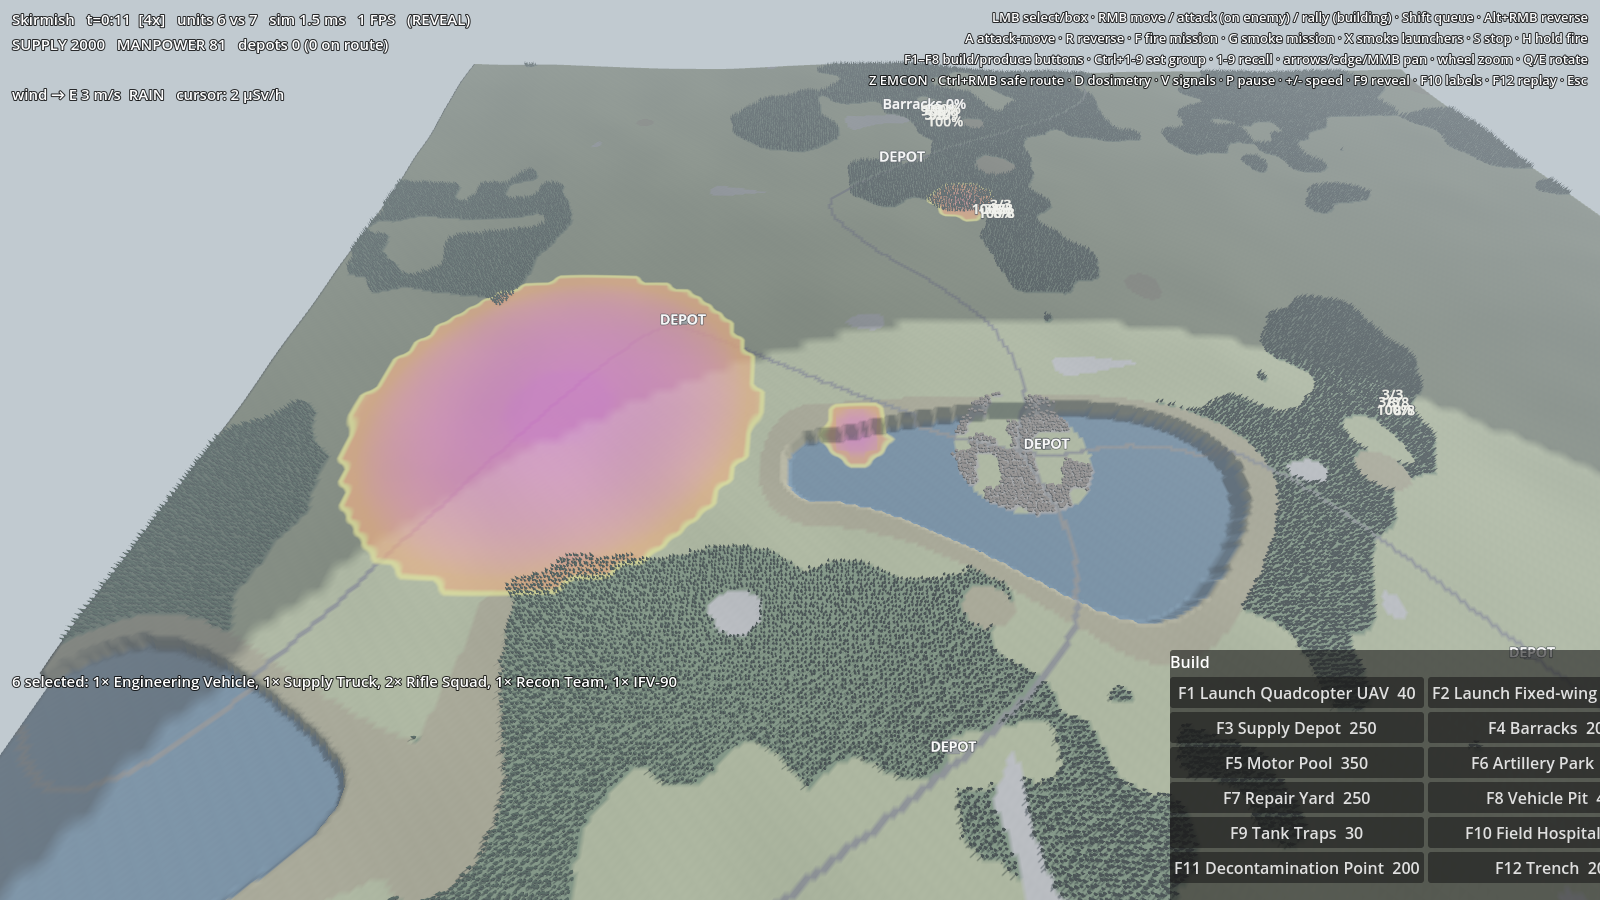 Skirmish t=0:11 [4x] units 6 vs 7 sim 1.5 ms 1 FPS (REVEAL)
SUPPLY 2000 MANPOWER 81 depots 0 (0 on route)
wind → E 3 m/s RAIN cursor: 2 µSv/h
LMB select/box · RMB move / attack (on enemy) / rally (building) · Shift queue · Alt+RMB reverse
A attack-move · R reverse · F fire mission · G smoke mission · X smoke launchers · S stop · H hold fire
F1–F8 build/produce buttons · Ctrl+1-9 set group · 1-9 recall · arrows/edge/MMB pan · wheel zoom · Q/E rotate
Z EMCON · Ctrl+RMB safe route · D dosimetry · V signals · P pause · +/- speed · F9 reveal · F10 labels · F12 replay · Esc
Barracks 0%
100%
DEPOT
3/3
DEPOT
3/3
DEPOT
DEPOT
6 selected: 1× Engineering Vehicle, 1× Supply Truck, 2× Rifle Squad, 1× Recon Team, 1× IFV-90
DEPOT
Build
F1 Launch Quadcopter UAV 40
F2 Launch Fixed-wing
F3 Supply Depot 250
F4 Barracks
F5 Motor Pool 350
F6 Artillery Park
F7 Repair Yard 250
F8 Vehicle Pit
F9 Tank Traps 30
F10 Field Hospital
F11 Decontamination Point 200
F12 Trench